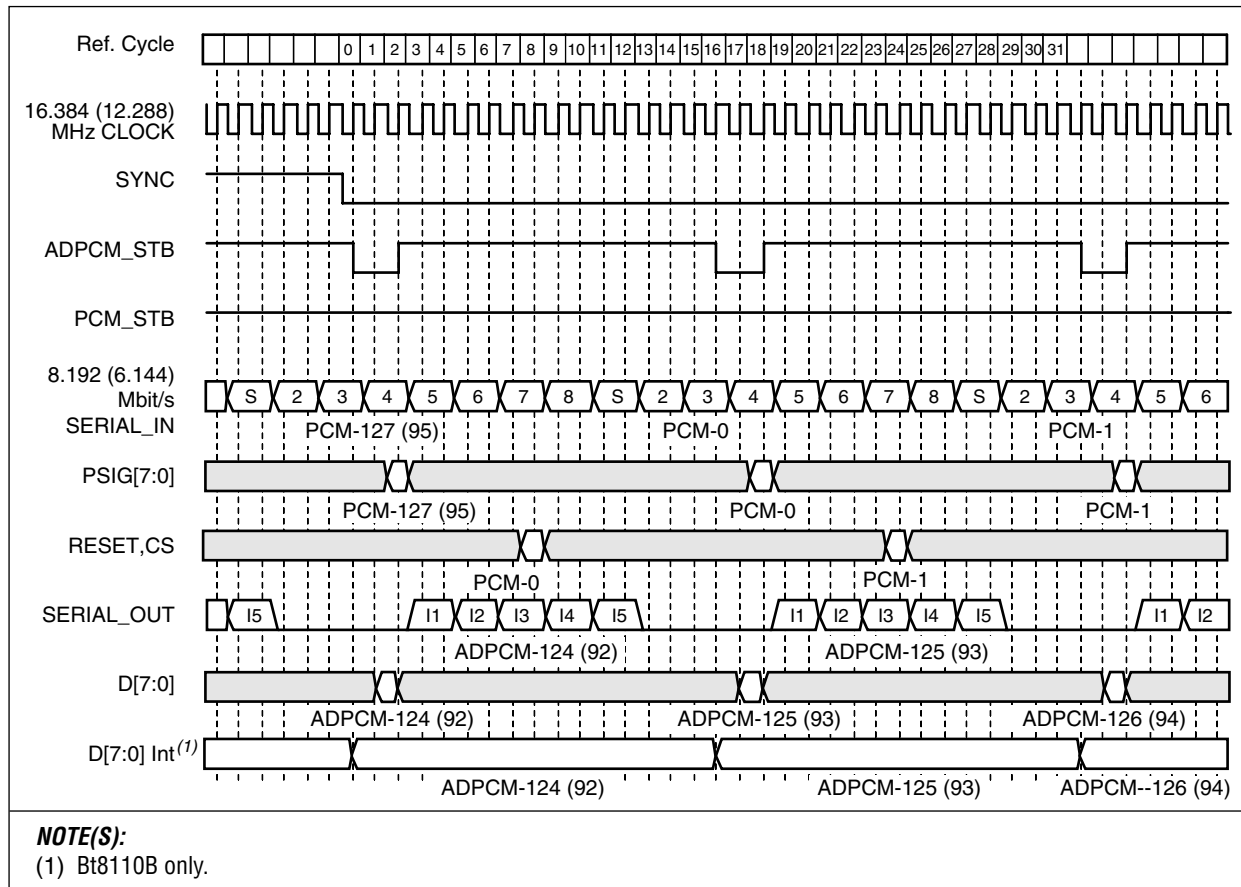 Ref. Cycle
0 1 2 3 4 5 6 7 8 9 10 11 12 13 14 15 16 17 18 19 20 21 22 23 24 25 26 27 28 29 30 31
16.384 (12.288)
MHz CLOCK
SYNC
ADPCM_STB
PCM_STB
8.192 (6.144)
Mbit/s
SERIAL_IN
S 2 3 4 5 6 7 8 S 2 3 4 5 6 7 8 S 2 3 4 5 6
PCM-127 (95) PCM-0 PCM-1
PSIG[7:0]
PCM-127 (95) PCM-0 PCM-1
RESET,CS
PCM-0 PCM-1
SERIAL_OUT I5 I1 I2 I3 I4 I5 I1 I2 I3 I4 I5 I1 I2
ADPCM-124 (92) ADPCM-125 (93)
D[7:0]
ADPCM-124 (92) ADPCM-125 (93) ADPCM-126 (94)
D[7:0] Int(1)
ADPCM-124 (92) ADPCM-125 (93) ADPCM--126 (94)
NOTE(S):
(1) Bt8110B only.